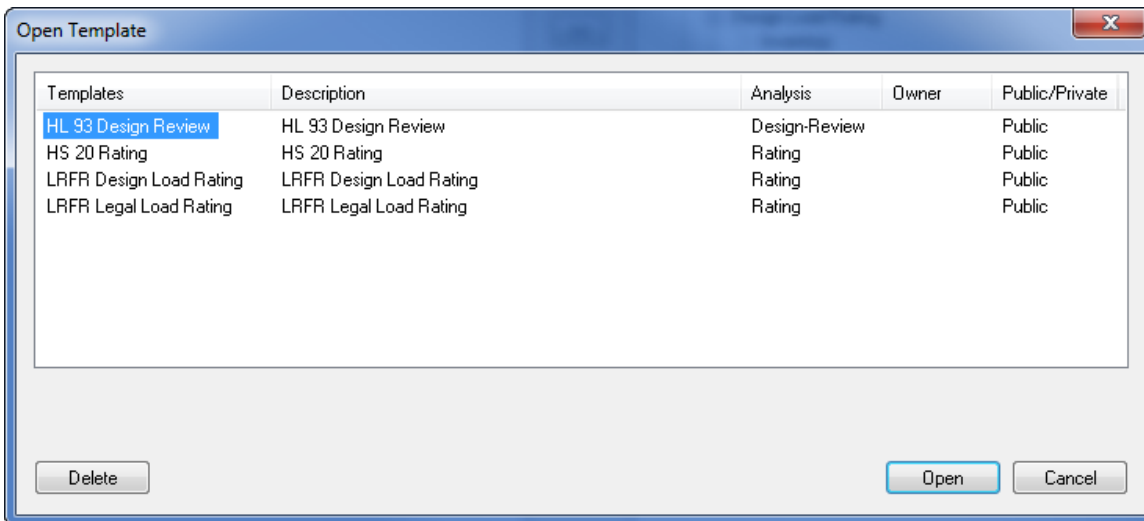 Open Template
Templates Description Analysis Owner Public/Private
HL 93 Design Review HL 93 Design Review Design-Review Public
HS 20 Rating HS 20 Rating Rating Public
LRFR Design Load Rating LRFR Design Load Rating Rating Public
LRFR Legal Load Rating LRFR Legal Load Rating Rating Public
Delete Open Cancel